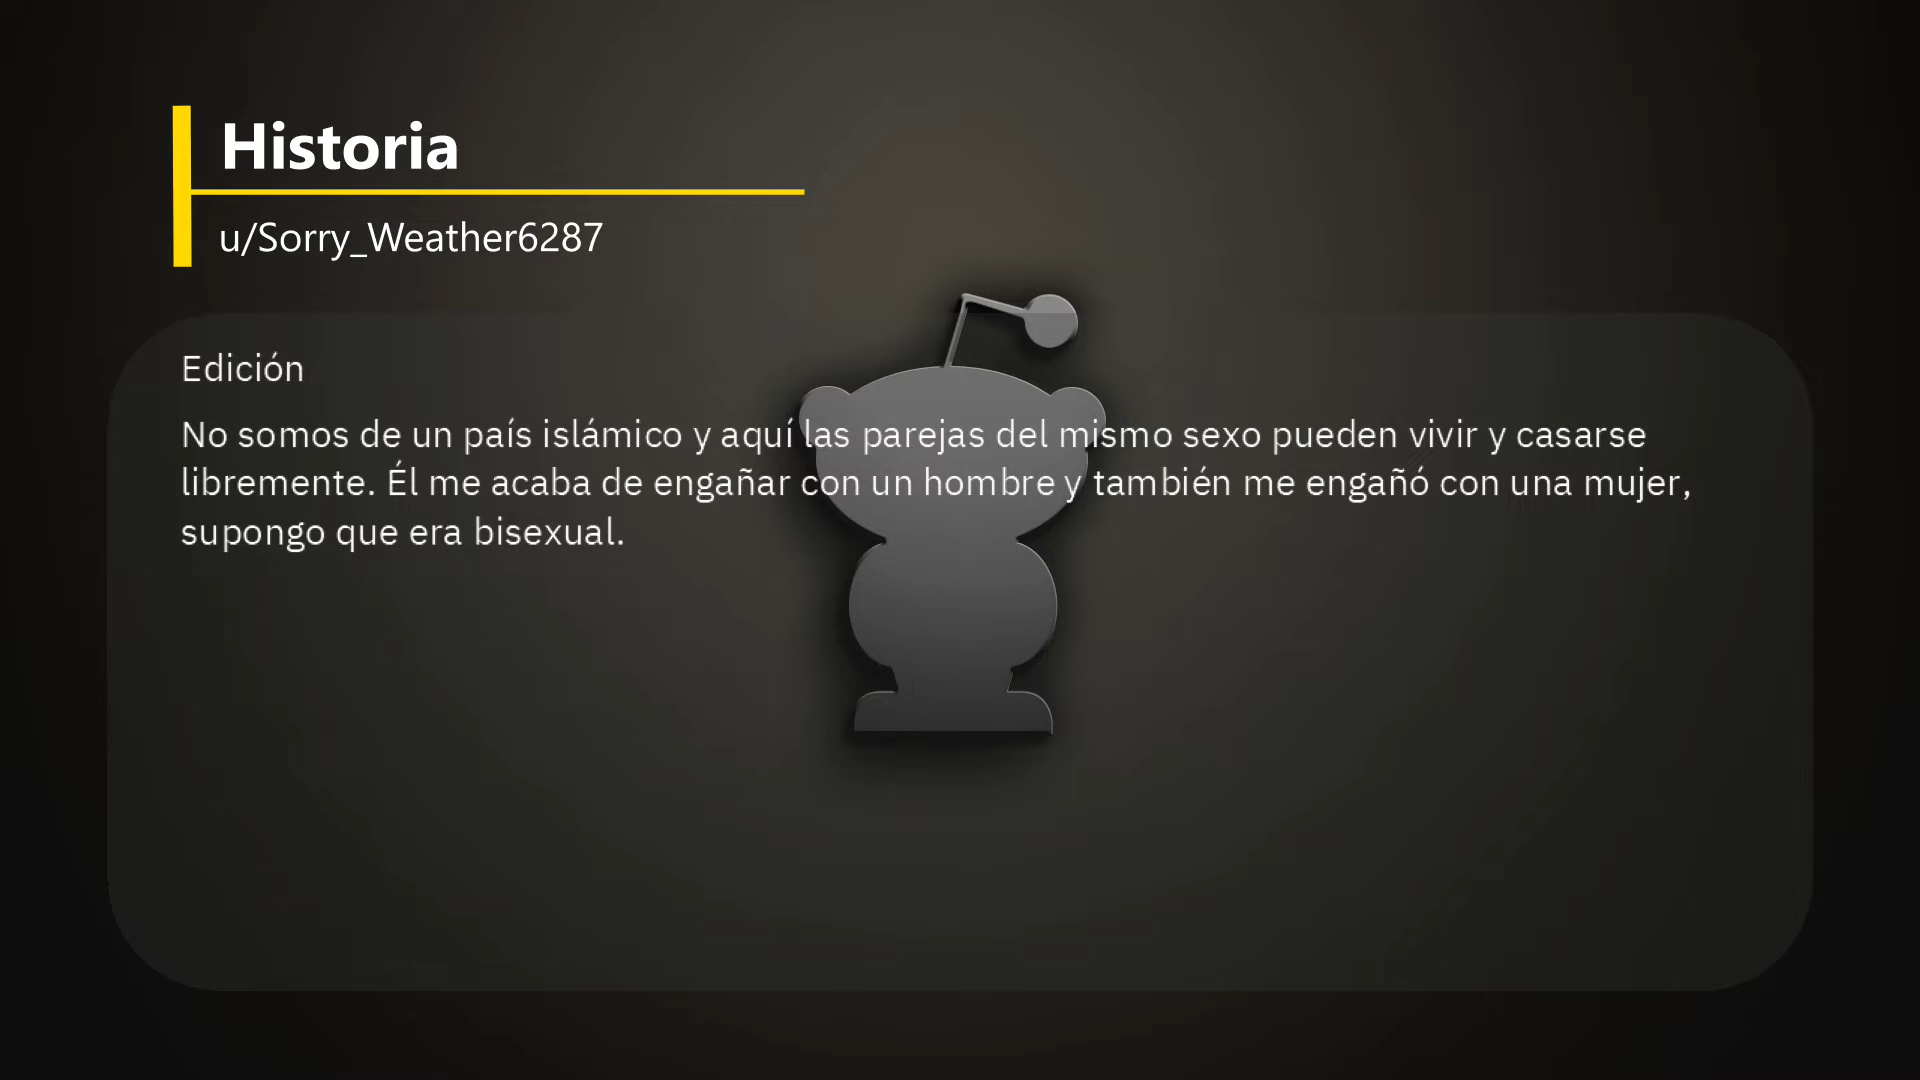 Historia
u/Sorry_Weather6287
Edición
No somos de un país islámico y aquí las parejas del mismo sexo pueden vivir y casarse
libremente. Él me acaba de engañar con un hombre y también me engañó con una mujer,
supongo que era bisexual.